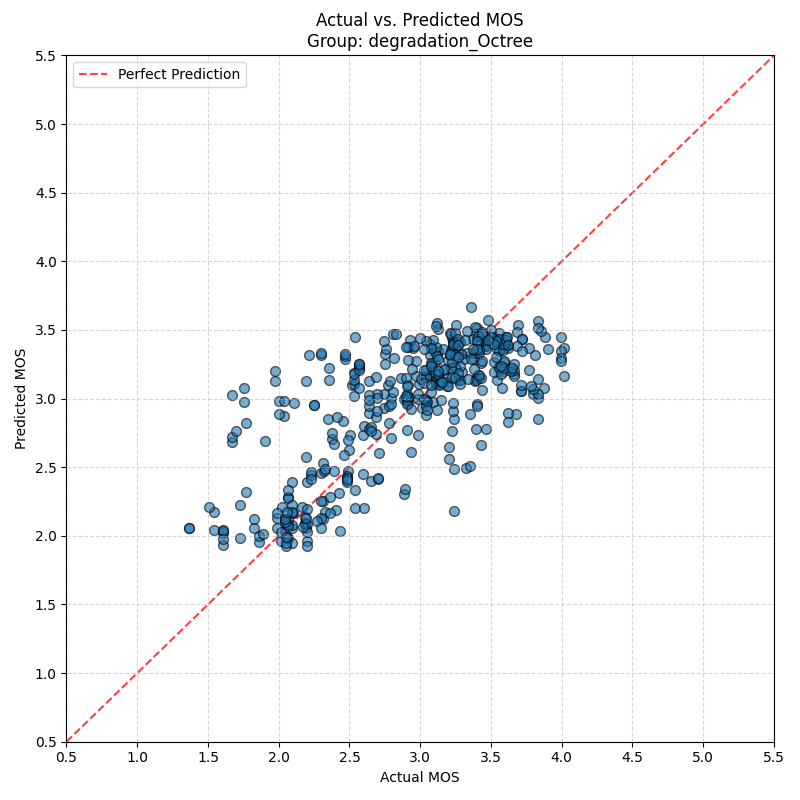 Actual vs. Predicted MOS
Group: degradation_Octree
Perfect Prediction
5.5
5.0
4.5
4.0
3.5
3.0
2.5
2.0
1.5
1.0
0.5
Predicted MOS
0.5 1.0 1.5 2.0 2.5 3.0 3.5 4.0 4.5 5.0 5.5
Actual MOS